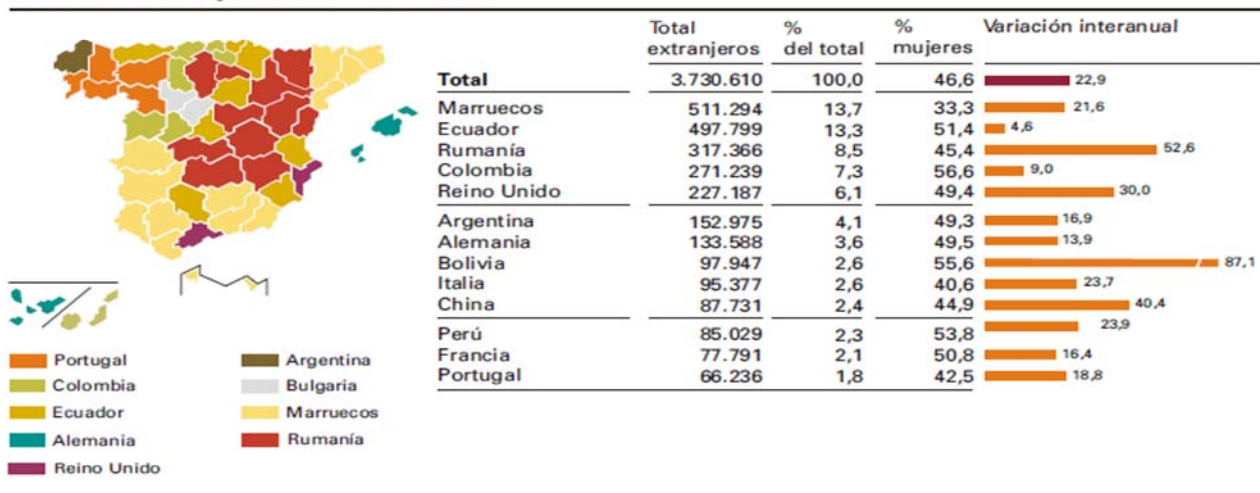 Total extranjeros % del total % mujeres Variación interanual
Total 3.730.610 100,0 46,6 22,9
Marruecos 511.294 13,7 33,3 21,6
Ecuador 497.799 13,3 51,4 4,6
Rumanía 317.366 8,5 45,4 52,6
Colombia 271.239 7,3 56,6 9,0
Reino Unido 227.187 6,1 49,4 30,0
Argentina 152.975 4,1 49,3 16,9
Alemania 133.588 3,6 49,5 13,9
Bolivia 97.947 2,6 55,6 87,1
Italia 95.377 2,6 40,6 23,7
China 87.731 2,4 44,9 40,4
Perú 85.029 2,3 53,8 23,9
Francia 77.791 2,1 50,8 16,4
Portugal 66.236 1,8 42,5 18,8
Portugal Argentina
Colombia Bulgaria
Ecuador Marruecos
Alemania Rumanía
Reino Unido